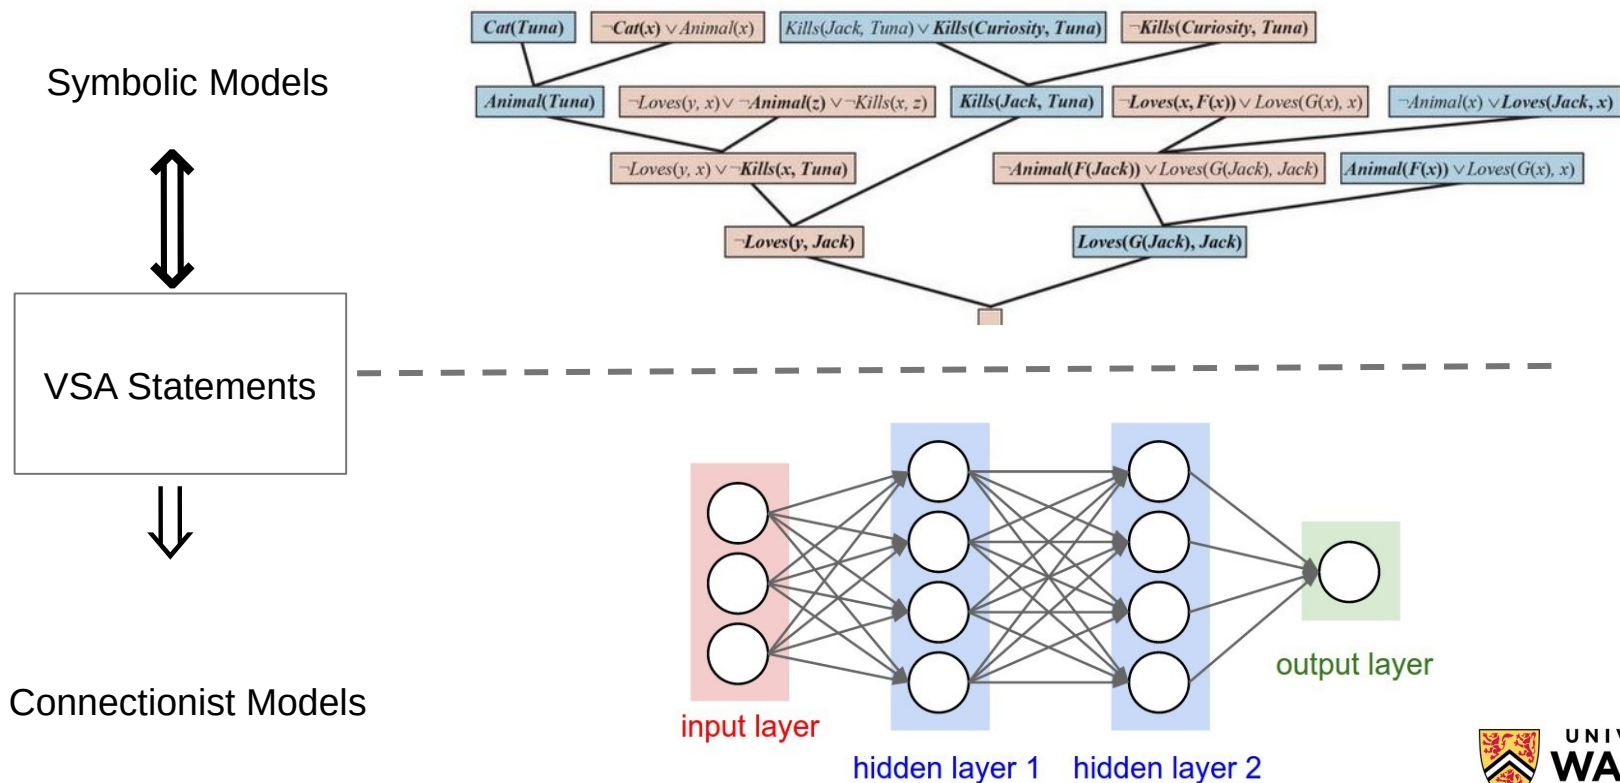 Symbolic Models
Cat(Tuna)
¬Cat(x) ∨ Animal(x)
Kills(Jack, Tuna) ∨ Kills(Curiosity, Tuna)
¬Kills(Curiosity, Tuna)
Animal(Tuna)
¬Loves(y, x) ∨ ¬Animal(z) ∨ ¬Kills(x, z)
Kills(Jack, Tuna)
¬Loves(x, F(x)) ∨ Loves(G(x), x)
¬Animal(x) ∨ Loves(Jack, x)
¬Loves(y, x) ∨ ¬Kills(x, Tuna)
¬Animal(F(Jack)) ∨ Loves(G(Jack), Jack)
Animal(F(x)) ∨ Loves(G(x), x)
¬Loves(y, Jack)
Loves(G(Jack), Jack)
VSA Statements
Connectionist Models
input layer
hidden layer 1
hidden layer 2
output layer
UNIV
WA